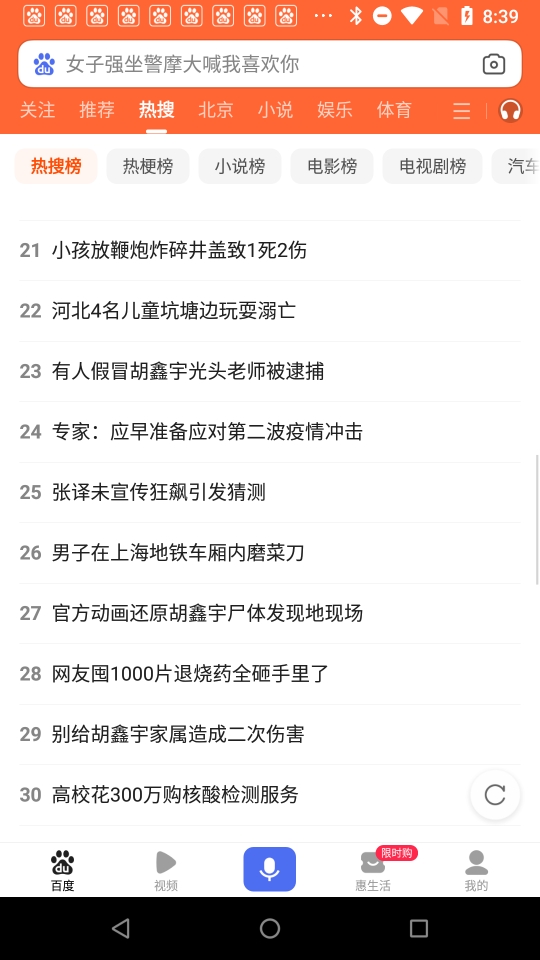 8:39
du 女子强坐警摩大喊我喜欢你
关注 推荐 热搜 北京 小说 娱乐 体育
热搜榜 热梗榜 小说榜 电影榜 电视剧榜 汽车
21 小孩放鞭炮炸碎井盖致1死2伤
22 河北4名儿童坑塘边玩耍溺亡
23 有人假冒胡鑫宇光头老师被逮捕
24 专家：应早准备应对第二波疫情冲击
25 张译未宣传狂飙引发猜测
26 男子在上海地铁车厢内磨菜刀
27 官方动画还原胡鑫宇尸体发现地现场
28 网友囤1000片退烧药全砸手里了
29 别给胡鑫宇家属造成二次伤害
30 高校花300万购核酸检测服务
限时购
du
百度 视频 惠生活 我的